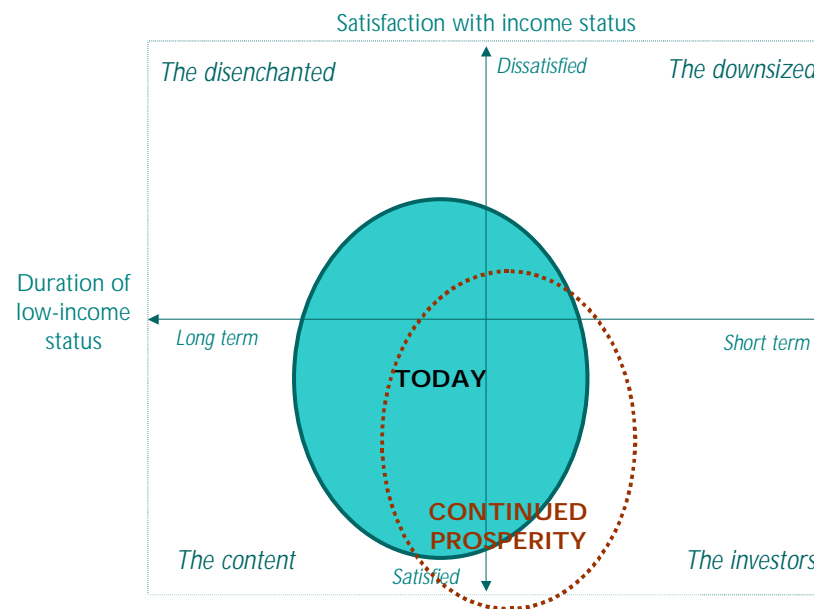 Satisfaction with income status
The disenchanted
Dissatisfied
The downsized
Duration of
low-income
status
Long term
Short term
TODAY
CONTINUED
PROSPERITY
The content
Satisfied
The investors